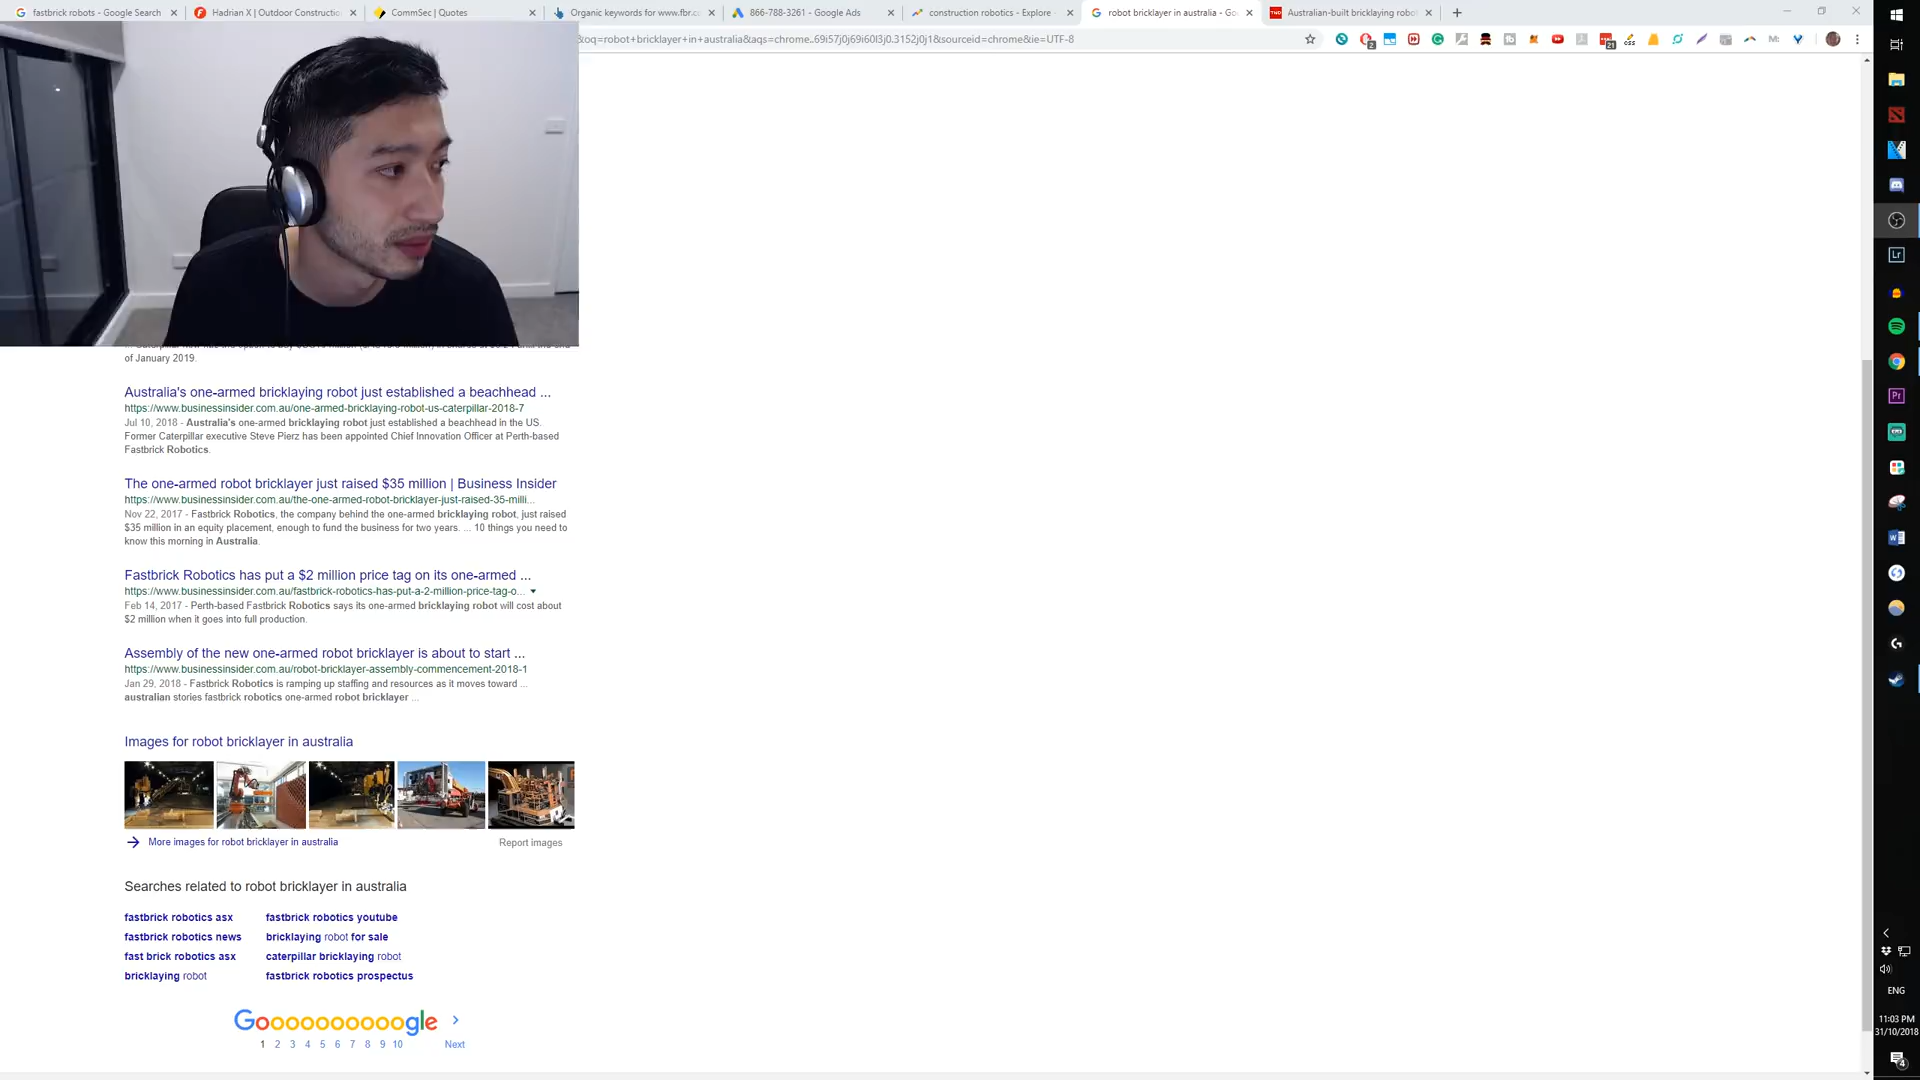 fastbrick robots - Google Search
Hadrian X | Outdoor Constructio
CommSec | Quotes
Organic keywords for www.fbr.c
866-788-3261 - Google Ads
construction robotics - Explore -
robot bricklayer in australia - Go
Australian-built bricklaying robo
&oq=robot+bricklayer+in+australia&aqs=chrome..69i57j0j69i60l3j0.3152j0j1&sourceid=chrome&ie=UTF-8
of January 2019.
Australia's one-armed bricklaying robot just established a beachhead ...
https://www.businessinsider.com.au/one-armed-bricklaying-robot-us-caterpillar-2018-7
Jul 10, 2018 - Australia's one-armed bricklaying robot just established a beachhead in the US.
Former Caterpillar executive Steve Pierz has been appointed Chief Innovation Officer at Perth-based
Fastbrick Robotics.
The one-armed robot bricklayer just raised $35 million | Business Insider
https://www.businessinsider.com.au/the-one-armed-robot-bricklayer-just-raised-35-milli...
Nov 22, 2017 - Fastbrick Robotics, the company behind the one-armed bricklaying robot, just raised
$35 million in an equity placement, enough to fund the business for two years. ... 10 things you need to
know this morning in Australia.
Fastbrick Robotics has put a $2 million price tag on its one-armed ...
https://www.businessinsider.com.au/fastbrick-robotics-has-put-a-2-million-price-tag-o...
Feb 14, 2017 - Perth-based Fastbrick Robotics says its one-armed bricklaying robot will cost about
$2 million when it goes into full production.
Assembly of the new one-armed robot bricklayer is about to start ...
https://www.businessinsider.com.au/robot-bricklayer-assembly-commencement-2018-1
Jan 29, 2018 - Fastbrick Robotics is ramping up staffing and resources as it moves toward ...
australian stories fastbrick robotics one-armed robot bricklayer ...
Images for robot bricklayer in australia
More images for robot bricklayer in australia
Report images
Searches related to robot bricklayer in australia
fastbrick robotics asx
fastbrick robotics youtube
fastbrick robotics news
bricklaying robot for sale
fast brick robotics asx
caterpillar bricklaying robot
bricklaying robot
fastbrick robotics prospectus
Goooooooooogle
1 2 3 4 5 6 7 8 9 10 Next
Lr
Pr
ENG
11:03 PM
31/10/2018